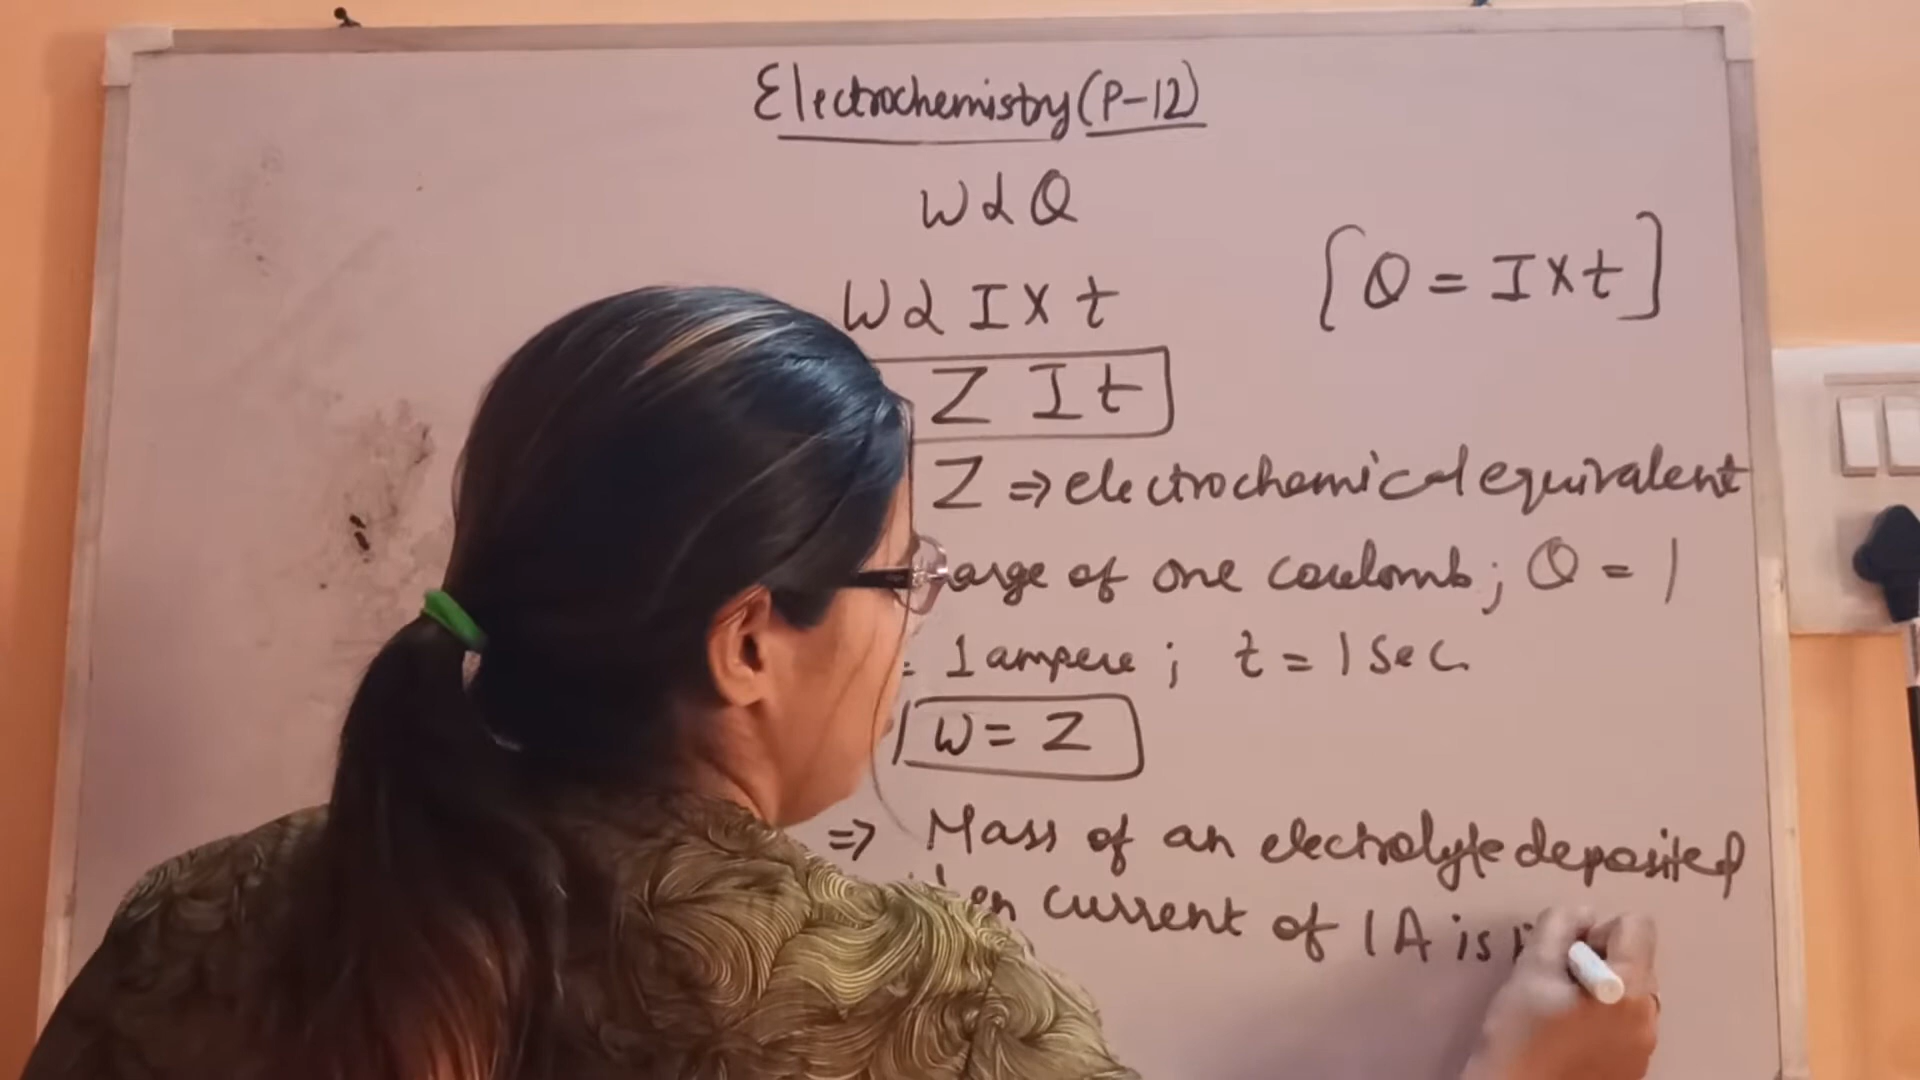 Electrochemistry (P-12)
W α Q
W α I x t
[Q = I x t]
Z I t
Z ⇒ electrochemical equivalent
of one coulomb; Q = 1
1 ampere; t = 1 sec
W = Z
⇒ Mass of an electrolyte deposited
current of 1A is